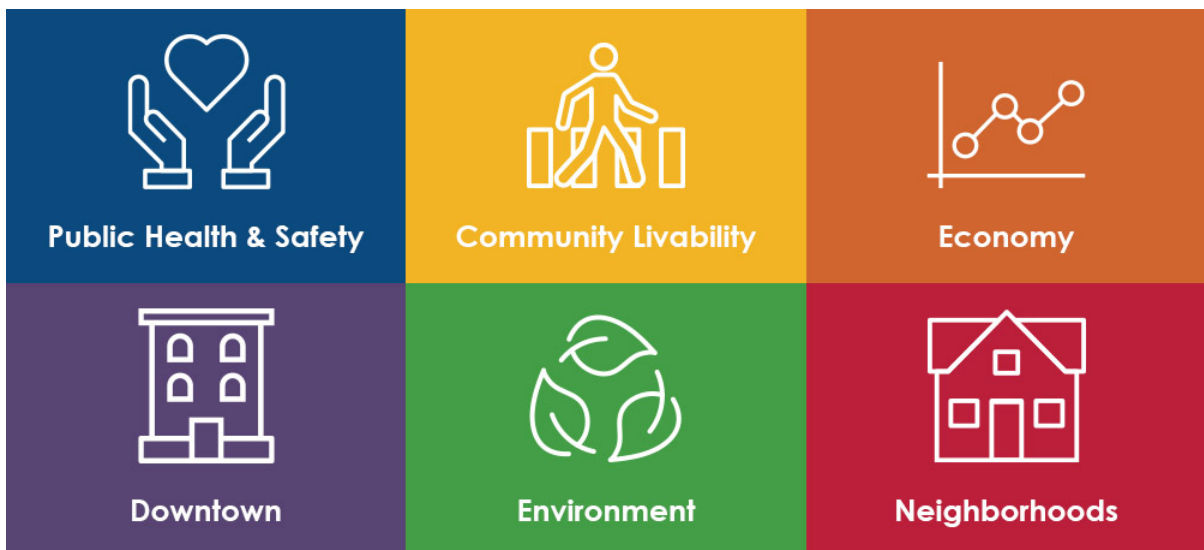 Public Health & Safety
Community Livability
Economy
Downtown
Environment
Neighborhoods